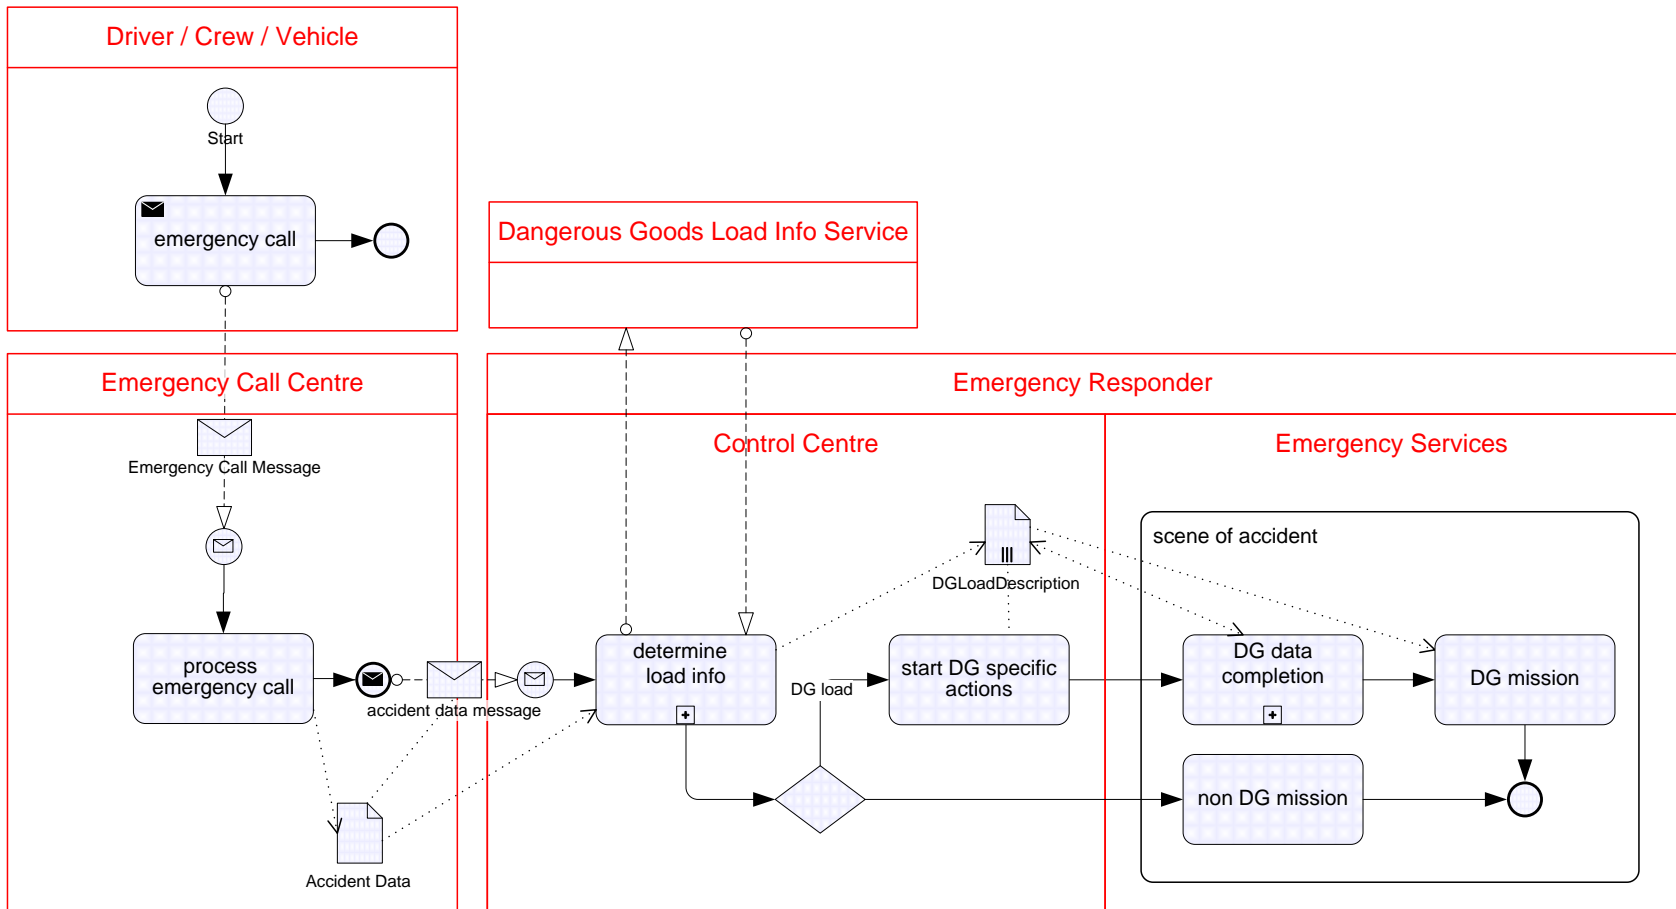 Driver / Crew / Vehicle
Start
emergency call
Dangerous Goods Load Info Service
Emergency Call Centre
Emergency Responder
Control Centre
Emergency Services
Emergency Call Message
scene of accident
DGLoadDescription
process
emergency call
accident data message
determine
load info
DG load
start DG specific
actions
DG data
completion
DG mission
non DG mission
Accident Data